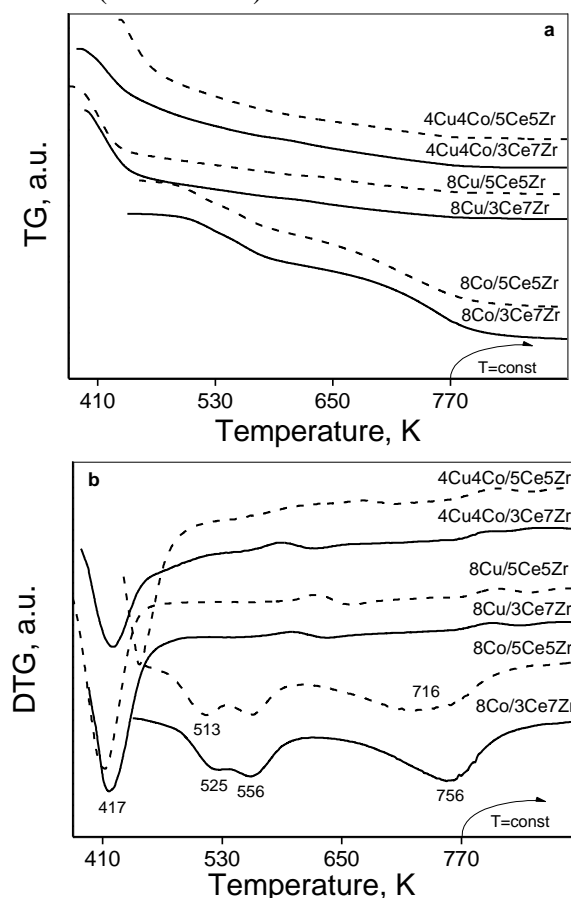 a
4Cu4Co/5Ce5Zr
4Cu4Co/3Ce7Zr
8Cu/5Ce5Zr
8Cu/3Ce7Zr
8Co/5Ce5Zr
8Co/3Ce7Zr
T=const
TG, a.u.
410 530 650 770
Temperature, K
b
4Cu4Co/5Ce5Zr
4Cu4Co/3Ce7Zr
8Cu/5Ce5Zr
8Cu/3Ce7Zr
8Co/5Ce5Zr
716
8Co/3Ce7Zr
513
525 556 756
417
T=const
DTG, a.u.
410 530 650 770
Temperature, K